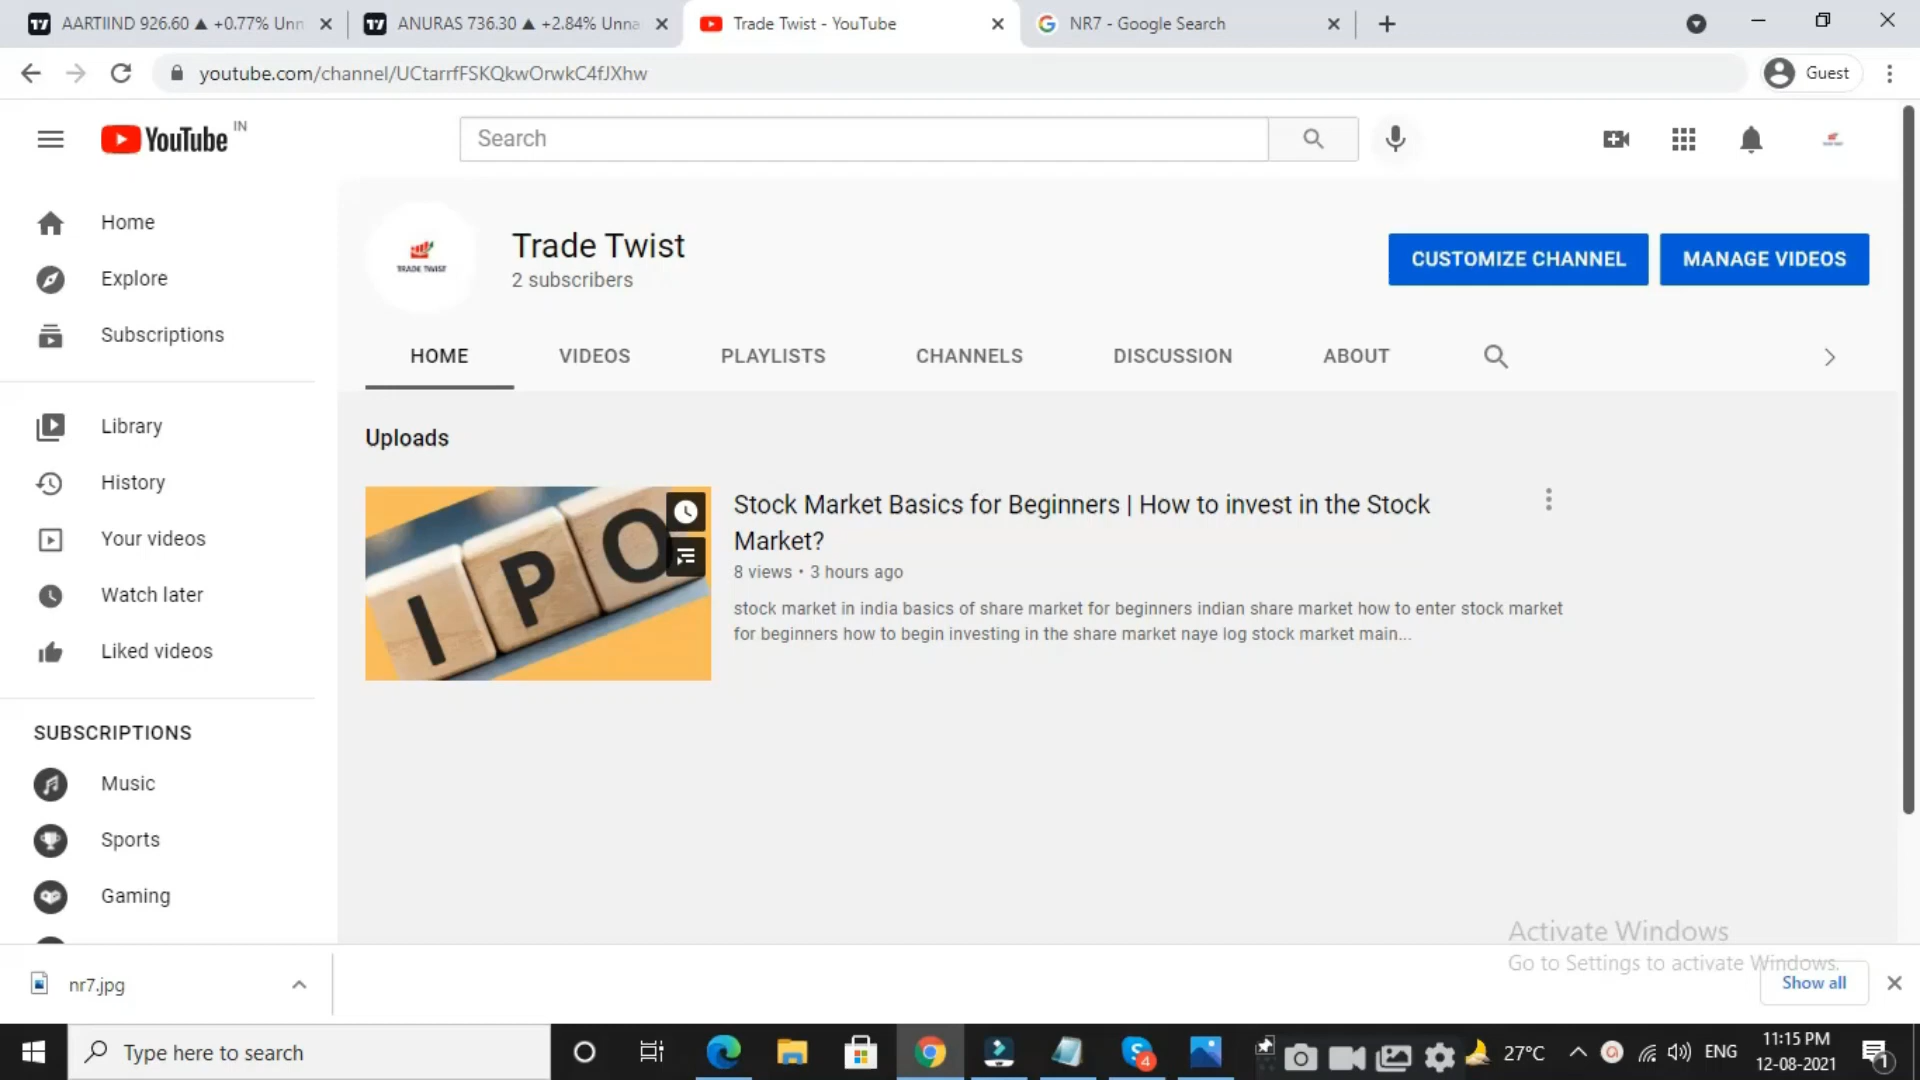 AARTIIND 926.60 ▲ +0.77% Unn
ANURAS 736.30 ▲ +2.84% Unna
Trade Twist - YouTube
NR7 - Google Search
youtube.com/channel/UCtarrfFSKQkwOrwkC4fJXhw
Guest
YouTube IN
Search
Home
Explore
Subscriptions
Library
History
Your videos
Watch later
Liked videos
SUBSCRIPTIONS
Music
Sports
Gaming
TRADE TWIST
Trade Twist
2 subscribers
CUSTOMIZE CHANNEL
MANAGE VIDEOS
HOME
VIDEOS
PLAYLISTS
CHANNELS
DISCUSSION
ABOUT
Uploads
IPO
Stock Market Basics for Beginners | How to invest in the Stock
Market?
8 views • 3 hours ago
stock market in india basics of share market for beginners indian share market how to enter stock market
for beginners how to begin investing in the share market naye log stock market main...
Activate Windows
Go to Settings to activate Windows.
nr7.jpg
Show all
Type here to search
4
27°C
ENG
11:15 PM
12-08-2021
1